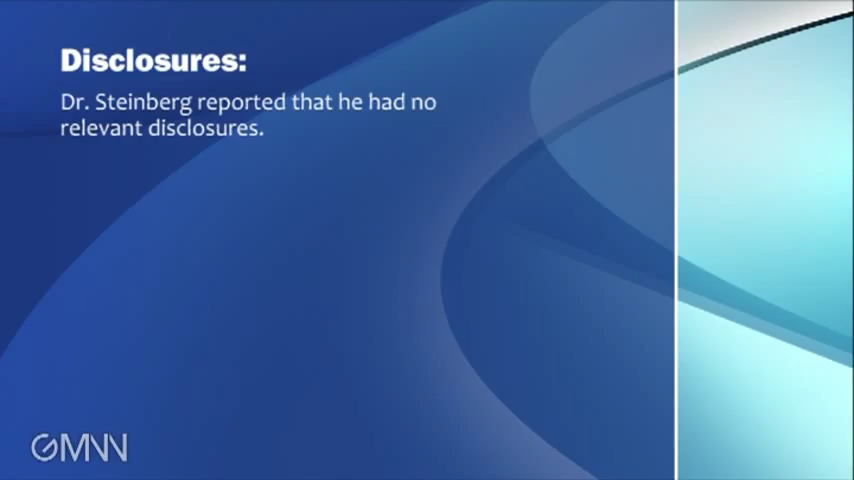 Disclosures:
Dr. Steinberg reported that he had no
relevant disclosures.
GMNN